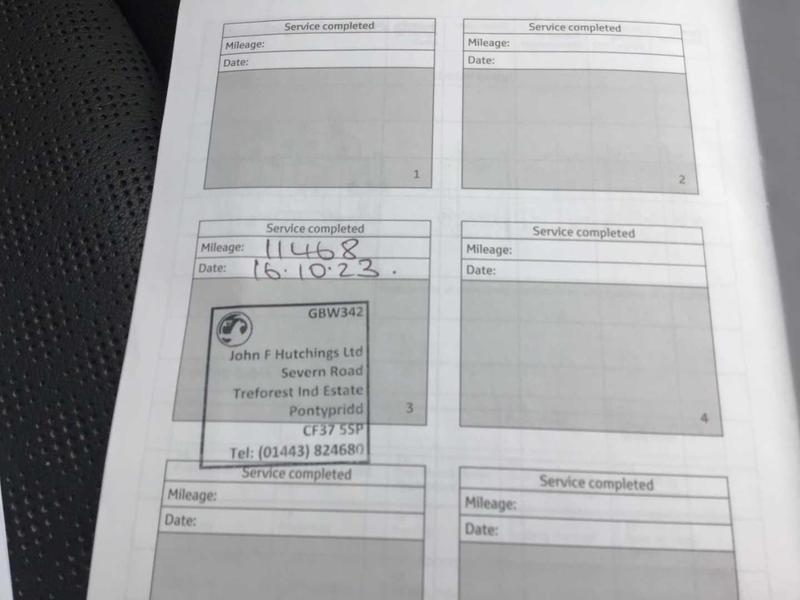 Service completed
Mileage:
Date:
1
Service completed
Mileage:
Date:
2
Service completed
Mileage: 11468
Date: 16.10.23.
GBW342
John F Hutchings Ltd
Severn Road
Treforest Ind Estate
Pontypridd
CF37 5SP
Tel: (01443) 824680
3
Service completed
Mileage:
Date:
4
Service completed
Mileage:
Date:
Service completed
Mileage:
Date: